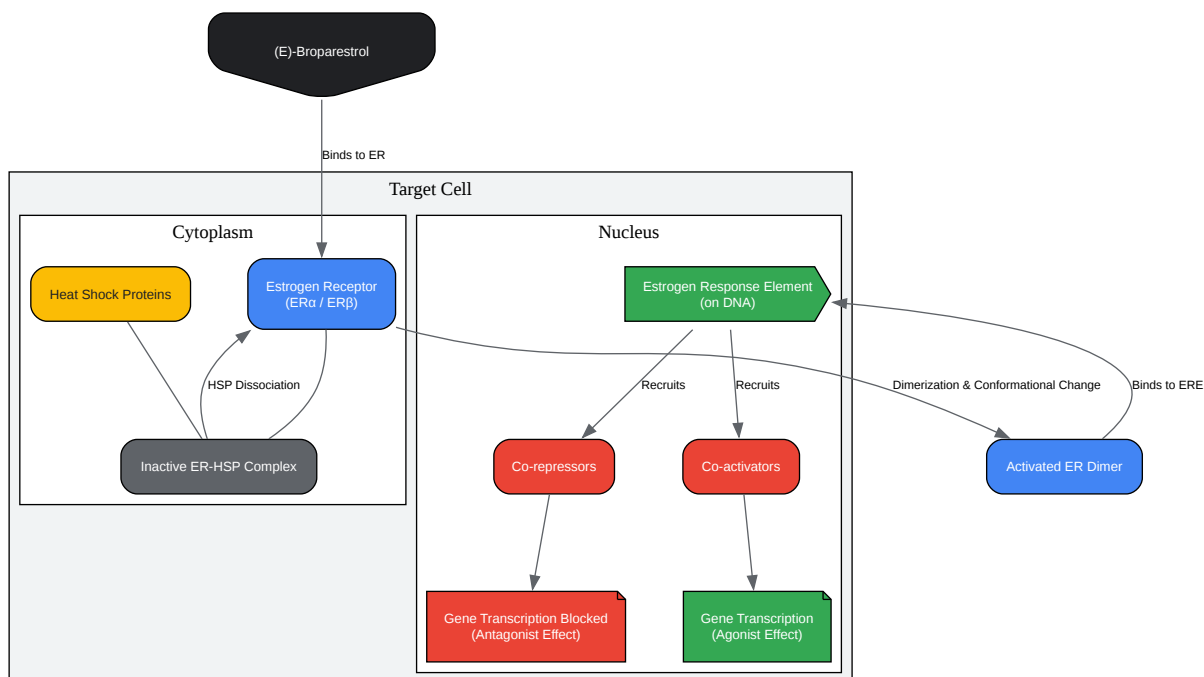 (E)-Broparestrol
Binds to ER
Target Cell
Cytoplasm
Nucleus
Heat Shock Proteins
Estrogen Receptor
(ERα / ERβ)
Estrogen Response Element
(on DNA)
HSP Dissociation
Recruits
Recruits
Dimerization & Conformational Change
Binds to ERE
Inactive ER-HSP Complex
Co-repressors
Co-activators
Activated ER Dimer
Gene Transcription Blocked
(Antagonist Effect)
Gene Transcription
(Agonist Effect)